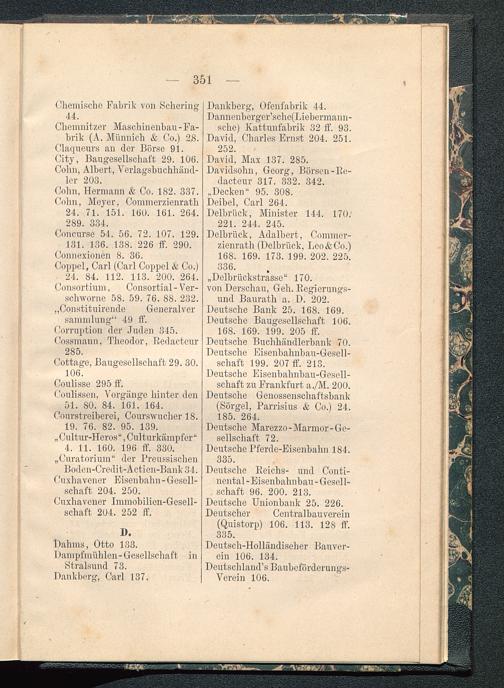 — 351 —
Chemische Fabrik von Schering
44.
Chemnitzer Maschinenbau-Fa-
brik (A. Münnich & Co.) 28.
Claqueurs an der Börse 91.
City, Baugesellschaft 29. 106.
Cohn, Albert, Verlagsbuchhänd-
ler 203.
Cohn, Hermann & Co. 182. 337.
Cohn, Meyer, Commerzienrath
24. 71. 151. 160. 161. 264.
289. 334.
Concurse 54. 56. 72. 107. 129.
131. 136. 138. 226 ff. 290.
Connexionen 8. 36.
Coppel, Carl (Carl Coppel & Co.)
24. 84. 112. 113. 200. 264.
Consortium, Consortial-Ver-
schworne 58. 59. 76. 88. 232.
„Constituirende Generalver
sammlung“ 49 ff.
Corruption der Juden 345.
Cossmann, Theodor, Redacteur
285.
Cottage, Baugesellschaft 29. 30.
106.
Coulisse 295 ff.
Coulissen, Vorgänge hinter den
51. 80. 84. 161. 164.
Courstreiberei, Courswucher 18.
19. 76. 82. 95. 139.
„Cultur-Heros“, Culturkämpfer“
4. 11. 160. 196 ff. 330.
„Curatorium“ der Preussischen
Boden-Credit-Actien-Bank 34.
Cuxhavener Eisenbahn-Gesell-
schaft 204. 250.
Cuxhavener Immobilien-Gesell-
schaft 204. 252 ff.
D.
Dahms, Otto 133.
Dampfmühlen-Gesellschaft in
Stralsund 73.
Dankberg, Carl 137.
Dankberg, Ofenfabrik 44.
Dannenberger’sche (Liebermann-
sche) Kattunfabrik 32 ff. 93.
David, Charles Ernst 204. 251.
252.
David, Max 137. 285.
Davidsohn, Georg, Börsen-Re-
dacteur 317. 332. 342.
„Decken“ 95. 308.
Deibel, Carl 264.
Delbrück, Minister 144. 170.
221. 244. 245.
Delbrück, Adalbert, Commer-
zienrath (Delbrück, Leo & Co.)
168. 169. 173. 199. 202. 225.
336.
„Delbrückstrasse“ 170.
von Derschau, Geh. Regierungs-
und Baurath a. D. 202.
Deutsche Bank 25. 168. 169.
Deutsche Baugesellschaft 106.
168. 169. 199. 205 ff.
Deutsche Buchhändlerbank 70.
Deutsche Eisenbahnbau-Gesell-
schaft 199. 207 ff. 213.
Deutsche Eisenbahnbau-Gesell-
schaft zu Frankfurt a./M. 200.
Deutsche Genossenschaftsbank
(Sörgel, Parrisius & Co.) 24.
185. 264.
Deutsche Marezzo-Marmor-Ge-
sellschaft 72.
Deutsche Pferde-Eisenbahn 184.
335.
Deutsche Reichs- und Conti-
nental-Eisenbahnbau-Gesell-
schaft 96. 200. 213.
Deutsche Unionbank 25. 226.
Deutscher Centralbauverein
(Quistorp) 106. 113. 128 ff.
335.
Deutsch-Holländischer Bauver-
ein 106. 134.
Deutschland’s Baubeförderungs-
Verein 106.